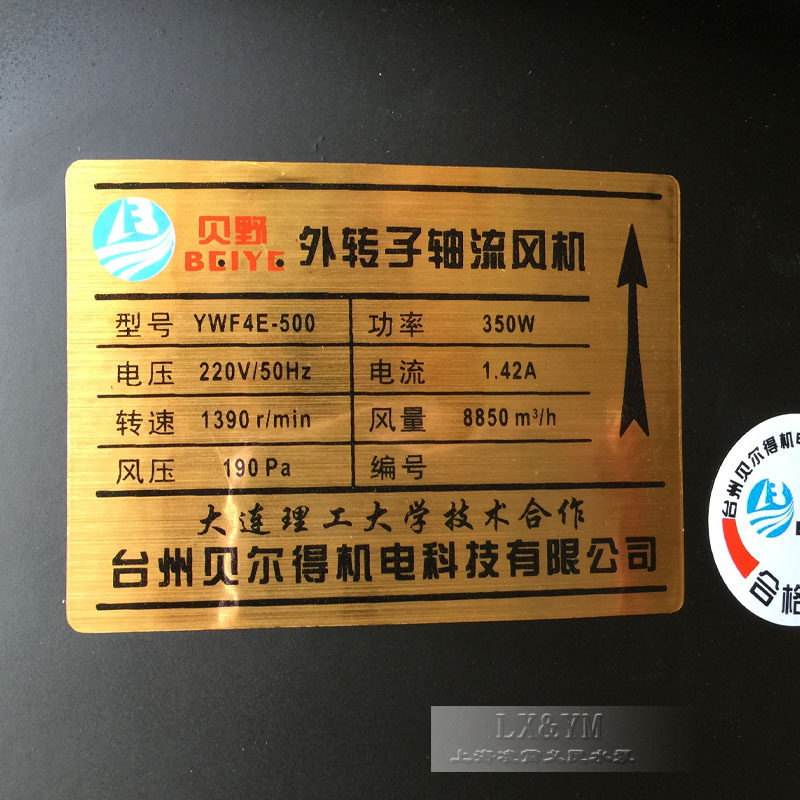 贝野
BEIYE
外转子轴流风机
型号 YWF4E-500 功率 350W
电压 220V/50Hz 电流 1.42A
转速 1390 r/min 风量 8850 m³/h
风压 190 Pa 编号
大连理工大学技术合作
台州贝尔得机电科技有限公司
台州贝尔得机电
合格
LX&YM